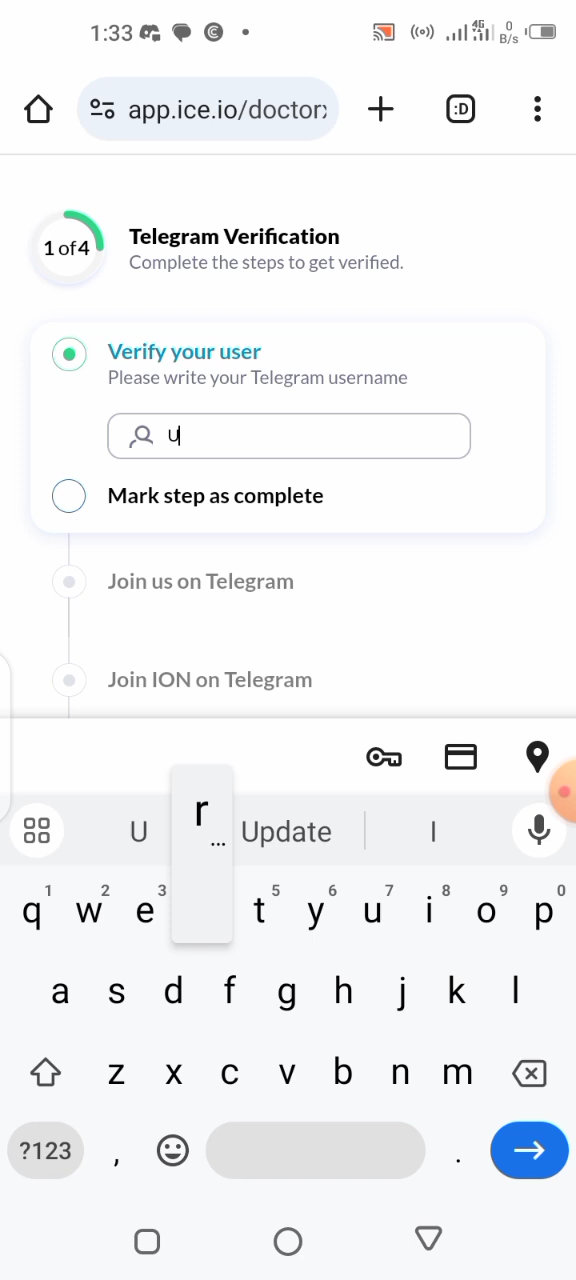 1:33 4G 0 B/s
app.ice.io/doctor
:D
1 of 4
Telegram Verification
Complete the steps to get verified.
Verify your user
Please write your Telegram username
U
Mark step as complete
Join us on Telegram
Join ION on Telegram
U r... Update I
1 2 3 5 6 7 8 9 0
q w e t y u i o p
a s d f g h j k l
z x c v b n m
?123 , .